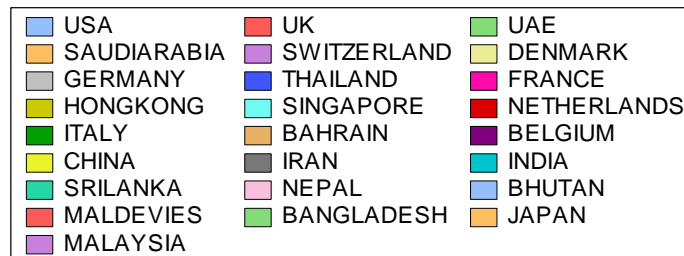 USA UK UAE
SAUDIARABIA SWITZERLAND DENMARK
GERMANY THAILAND FRANCE
HONGKONG SINGAPORE NETHERLANDS
ITALY BAHRAIN BELGIUM
CHINA IRAN INDIA
SRILANKA NEPAL BHUTAN
MALDEVIES BANGLADESH JAPAN
MALAYSIA